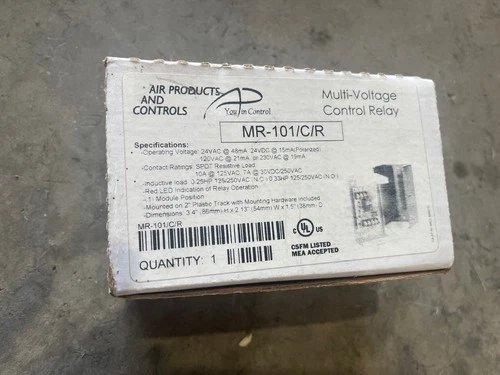 AIR PRODUCTS
AND
CONTROLS
AP
You in Control
Multi-Voltage
Control Relay
MR-101/C/R
Specifications:
-Operating Voltage: 24VAC @ 46mA 24VDC @ 15mA(Polarized)
120VAC @ 21mA or 230VAC @ 19mA
-Contact Ratings: SPDT Resistive Load
10A @ 125VAC, 7A @ 30VDC/250VAC
-Inductive load: 0.25HP 125/250VAC (N.C.) 0.33HP 125/250VAC (N.O.)
-Red LED Indication of Relay Operation
-(1) Module Position
-Mounted on 2" Plastic Track with Mounting Hardware Included
-Dimensions: 3.4" (86mm)H x 2.13" (54mm) W x 1.5" (38mm) D
MR-101/C/R
QUANTITY: 1
C UL US
CSFM LISTED
MEA ACCEPTED